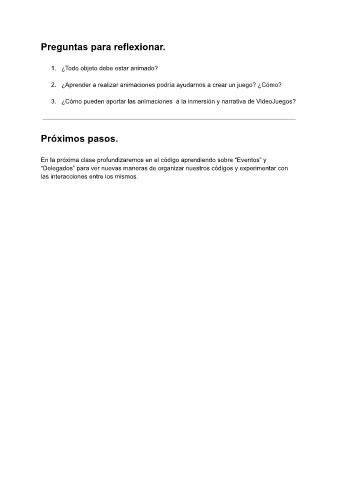 Preguntas para reflexionar.
1. ¿Todo objeto debe estar animado?
2. ¿Aprender a realizar animaciones podría ayudarnos a crear un juego? ¿Cómo?
3. ¿Cómo pueden aportar las animaciones a la inmersión y narrativa de VideoJuegos?
Próximos pasos.
En la próxima clase profundizaremos en el código aprendiendo sobre "Eventos" y
"Delegados" para ver nuevas maneras de organizar nuestros códigos y experimentar con
las interacciones entre los mismos.